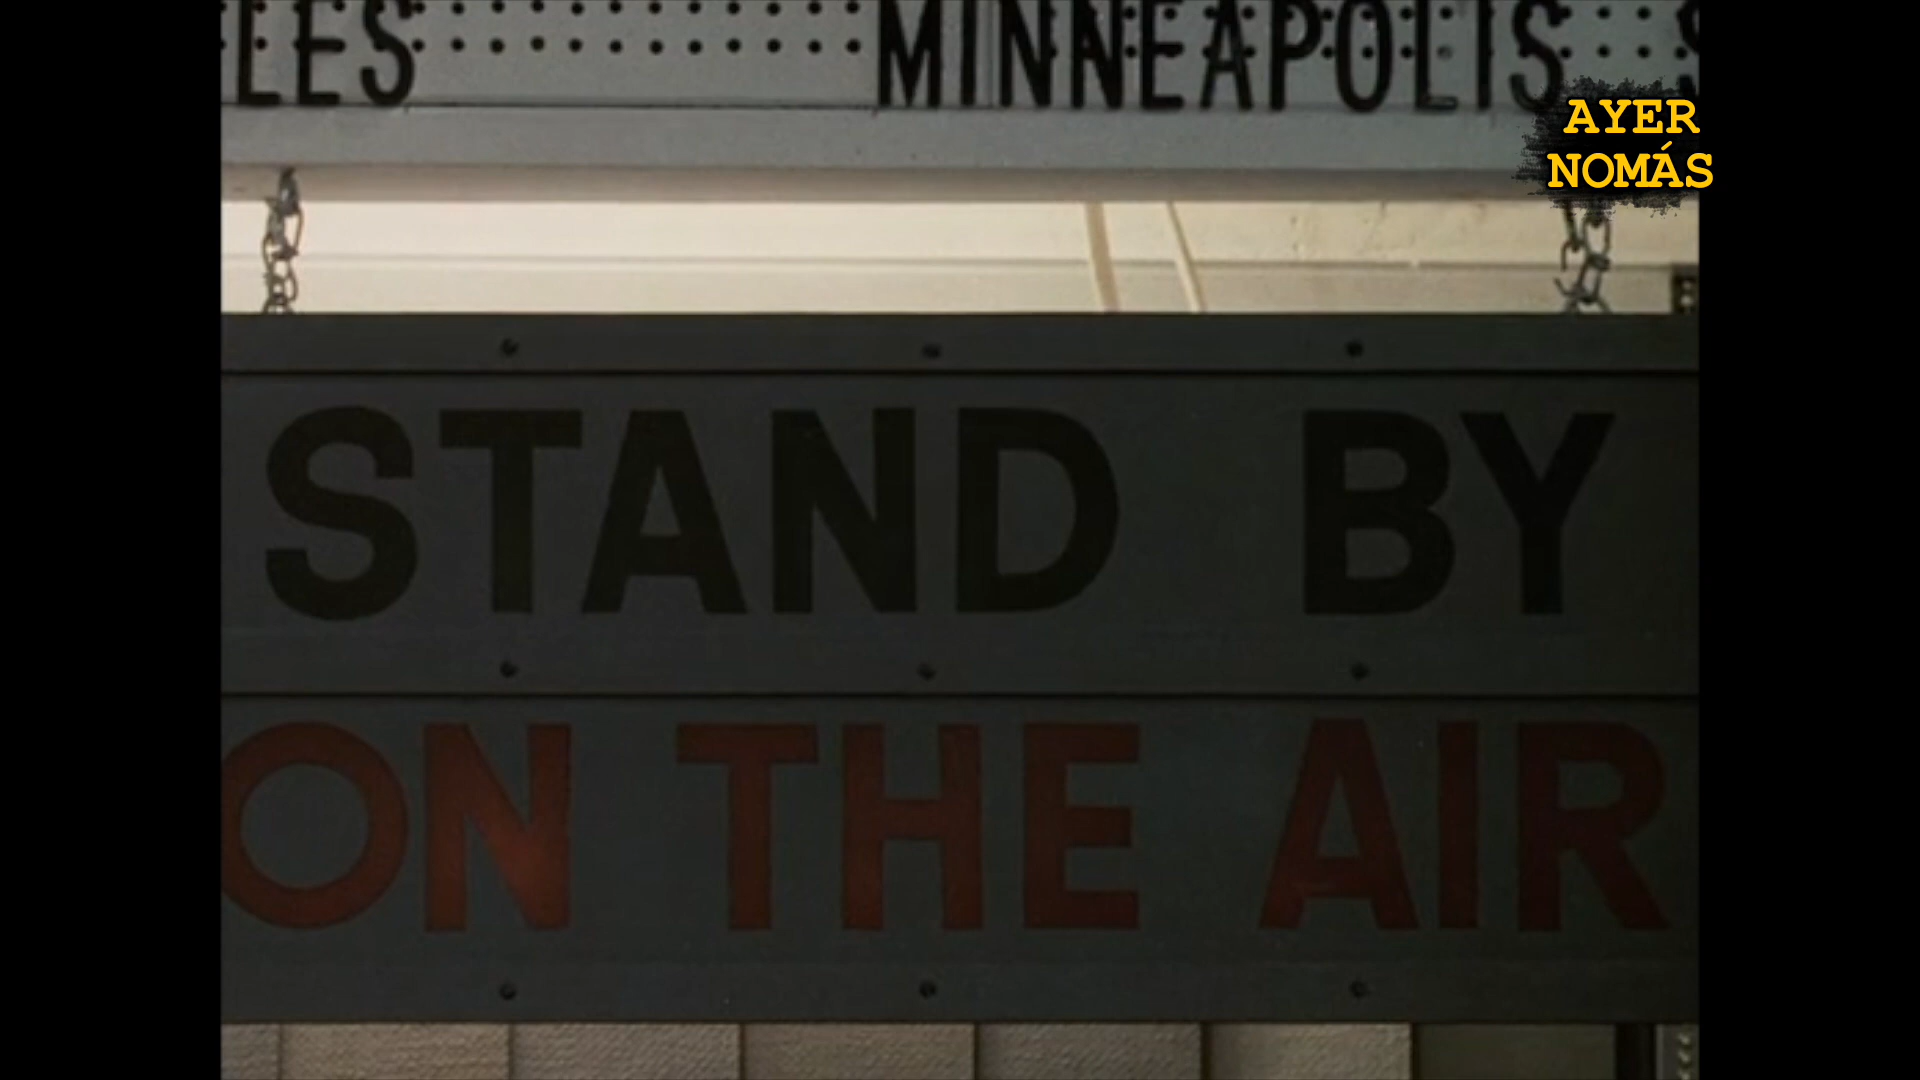 LES MINNEAPOLIS
AYER
NOMÁS
STAND BY
ON THE AIR